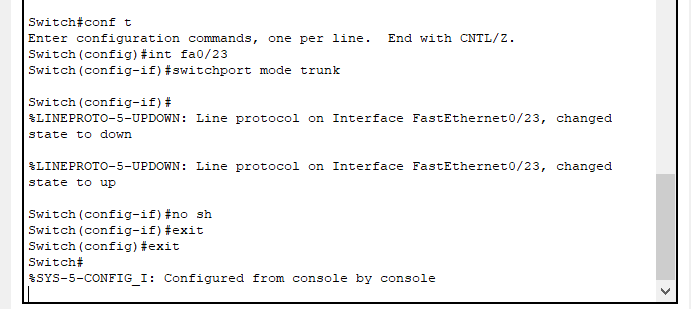 Switch#conf t
Enter configuration commands, one per line.  End with CNTL/Z.
Switch(config)#int fa0/23
Switch(config-if)#switchport mode trunk
Switch(config-if)#
%LINEPROTO-5-UPDOWN: Line protocol on Interface FastEthernet0/23, changed
state to down
%LINEPROTO-5-UPDOWN: Line protocol on Interface FastEthernet0/23, changed
state to up
Switch(config-if)#no sh
Switch(config-if)#exit
Switch(config)#exit
Switch#
%SYS-5-CONFIG_I: Configured from console by console